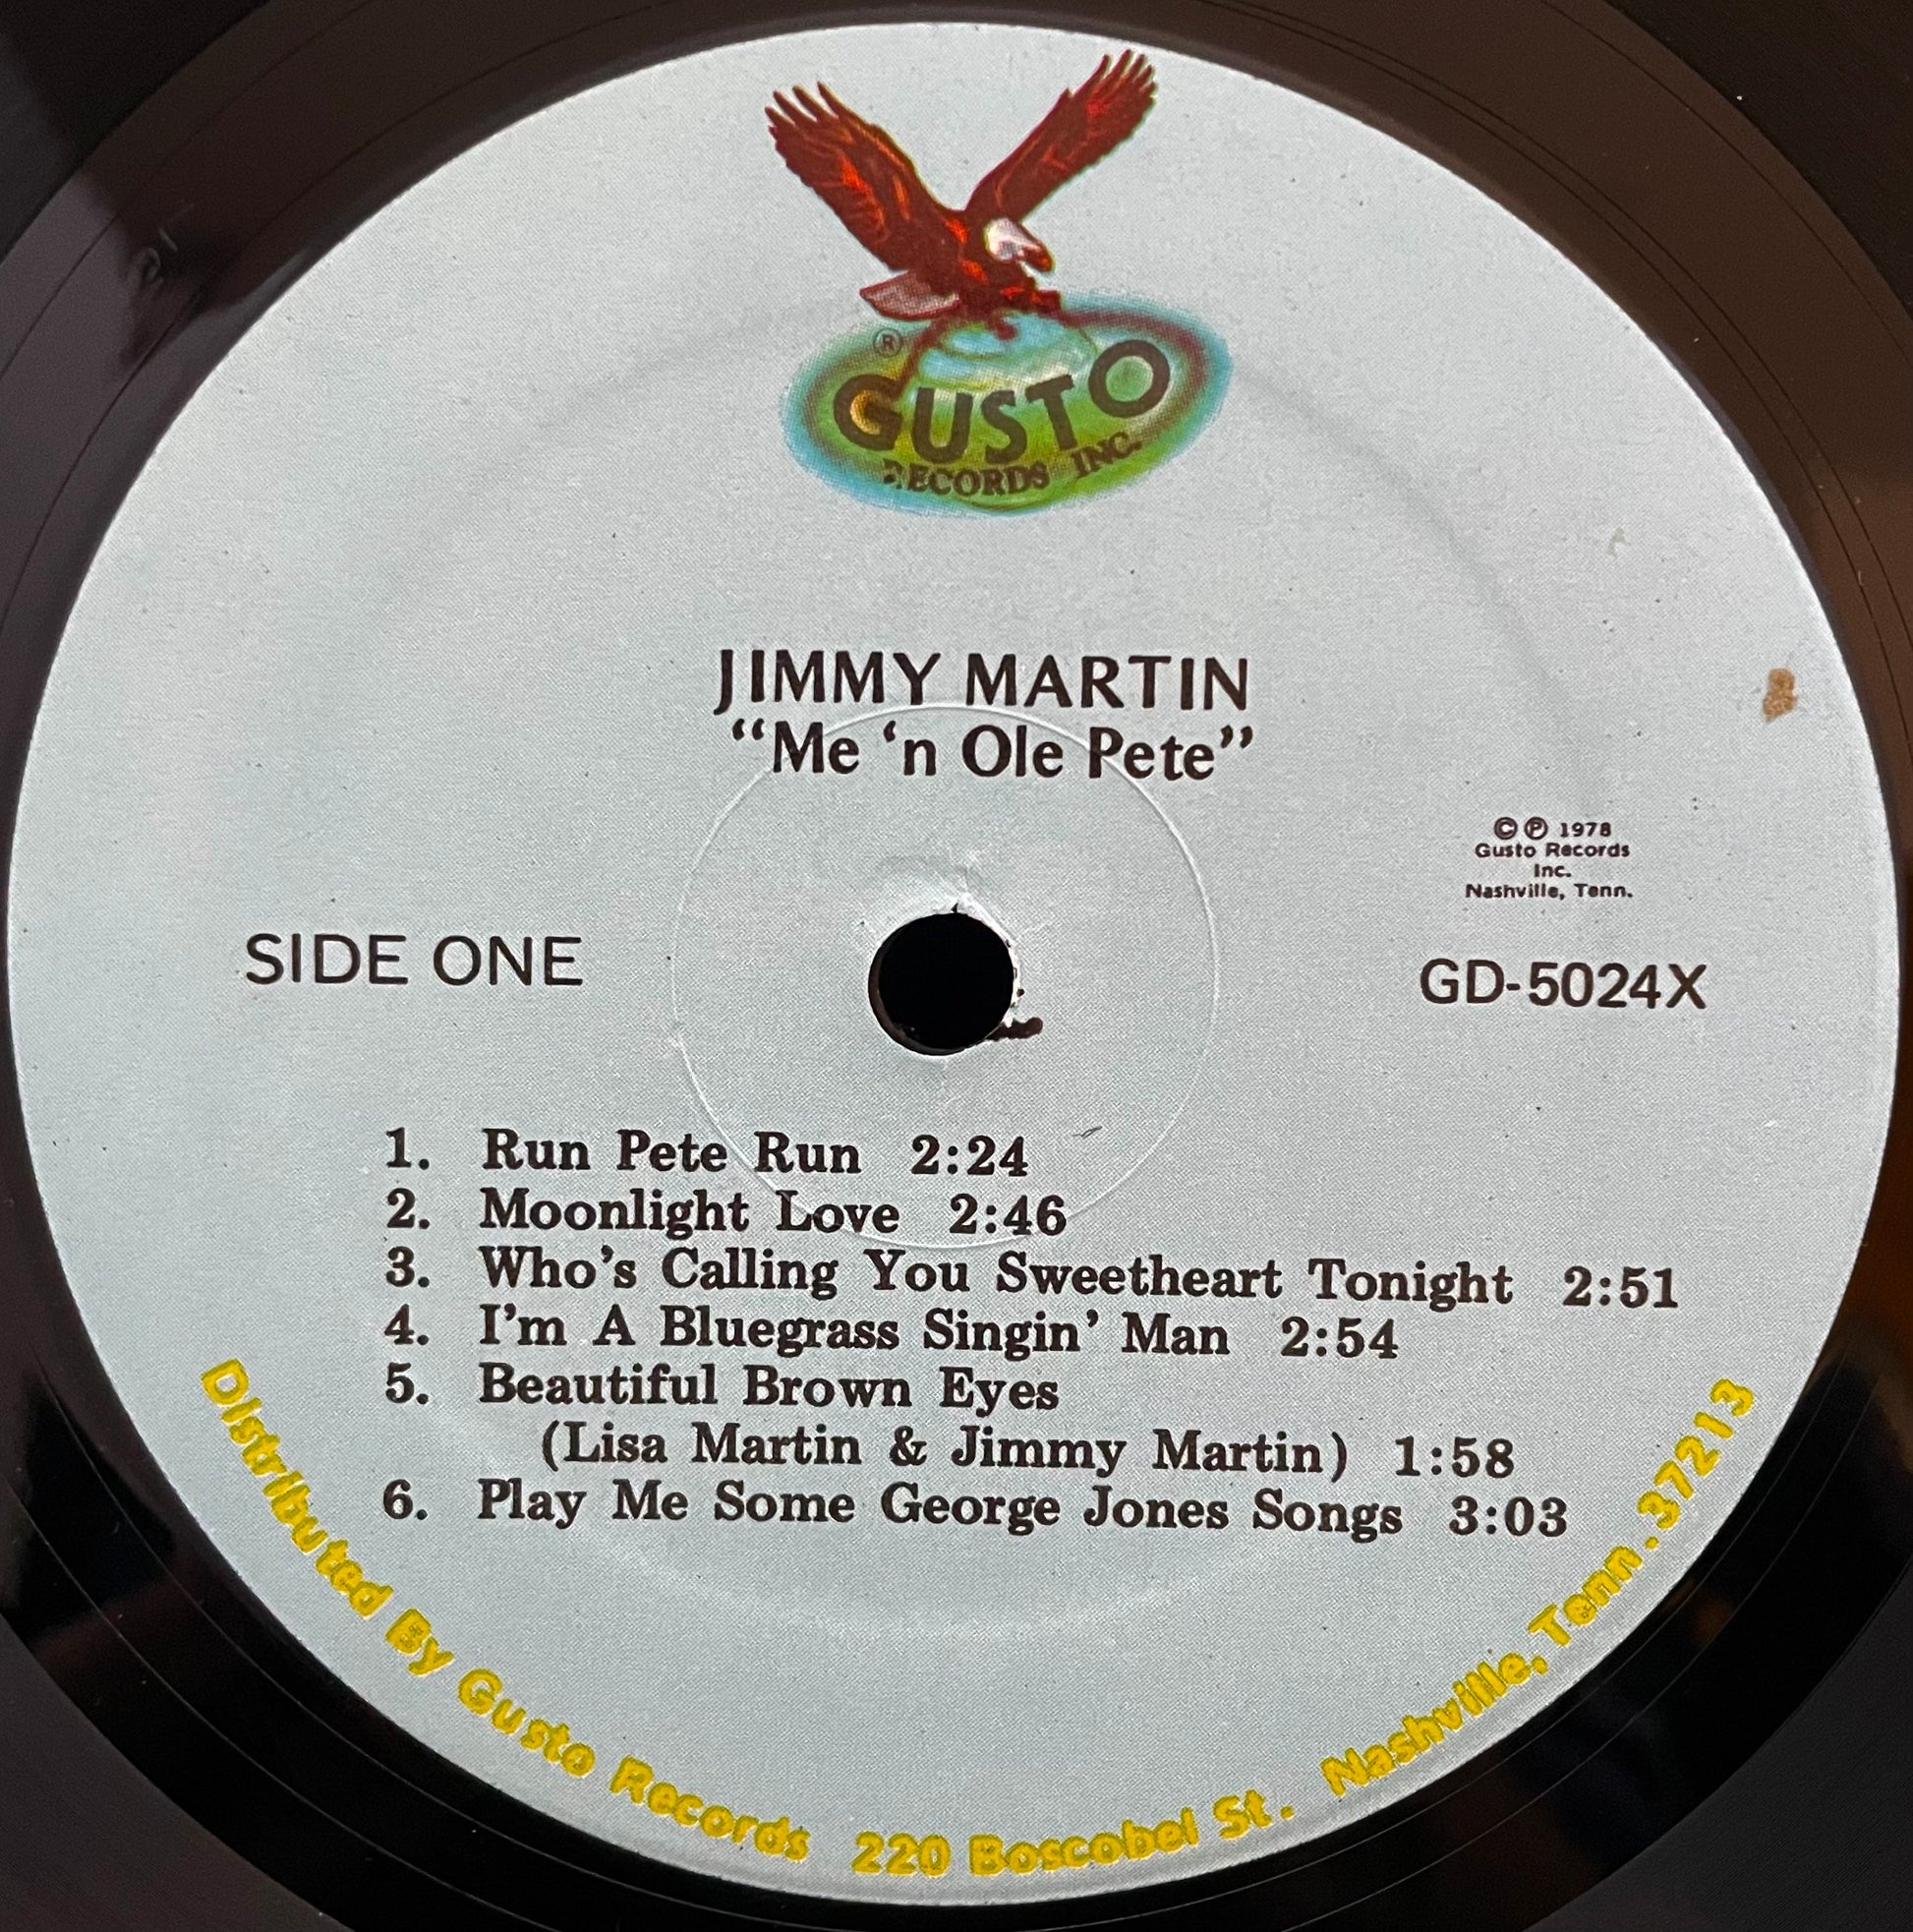 ®
GUSTO
RECORDS INC.
JIMMY MARTIN
“Me ‘n Ole Pete”
© ℗ 1978
Gusto Records
Inc.
Nashville, Tenn.
SIDE ONE
GD-5024X
1. Run Pete Run 2:24
2. Moonlight Love 2:46
3. Who’s Calling You Sweetheart Tonight 2:51
4. I’m A Bluegrass Singin’ Man 2:54
5. Beautiful Brown Eyes
(Lisa Martin & Jimmy Martin) 1:58
6. Play Me Some George Jones Songs 3:03
Distributed By Gusto Records 220 Boscobel St. Nashville, Tenn. 37213